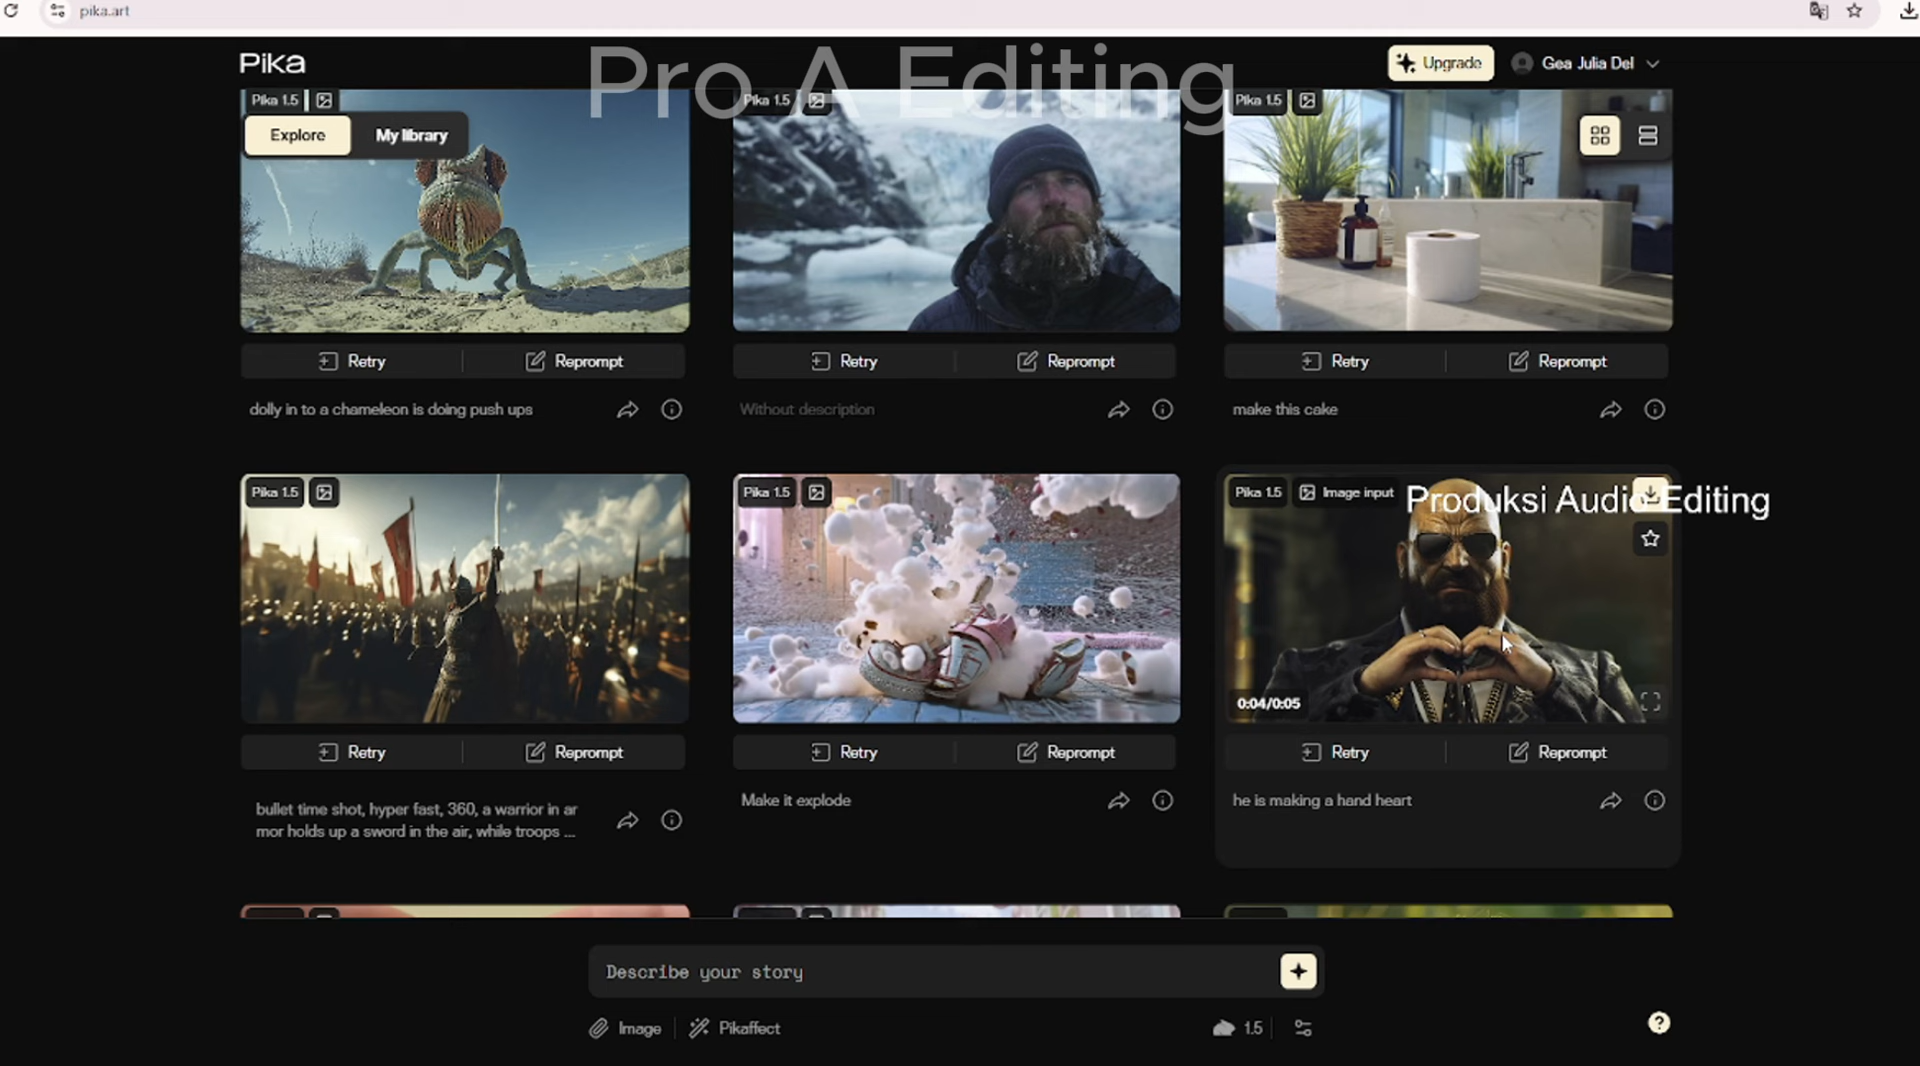 pika.art
Pika
Pro A Editing
Upgrade
Gea Julia Del
Pika 1.5
Pika 1.5
Pika 1.5
Explore
My library
Retry
Reprompt
Retry
Reprompt
Retry
Reprompt
dolly in to a chameleon is doing push ups
Without description
make this cake
Pika 1.5
Pika 1.5
Pika 1.5
Image input
Produksi Audio Editing
0:04/0:05
Retry
Reprompt
Retry
Reprompt
Retry
Reprompt
bullet time shot, hyper fast, 360, a warrior in ar
mor holds up a sword in the air, while troops ...
Make it explode
he is making a hand heart
Describe your story
Image
Pikaffect
1.5
?